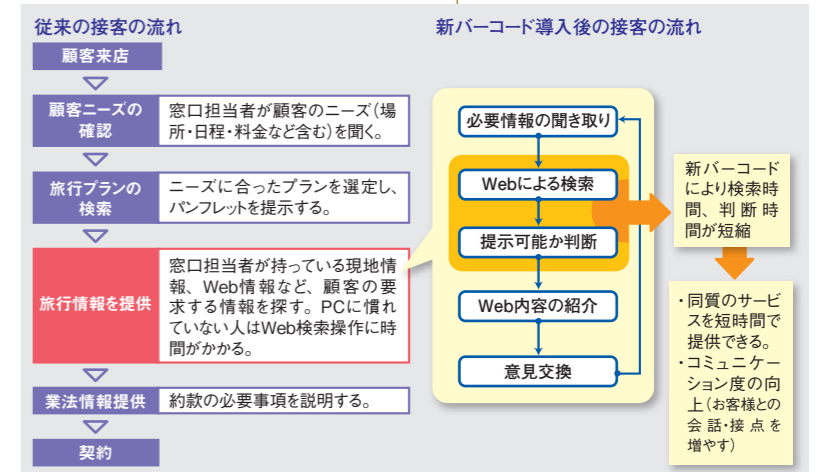 従来の接客の流れ
顧客来店
顧客ニーズの
確認
窓口担当者が顧客のニーズ(場
所・日程・料金など含む)を聞く。
旅行プランの
検索
ニーズに合ったプランを選定し、
パンフレットを提示する。
旅行情報を提供
窓口担当者が持っている現地情
報、Web情報など、顧客の要
求する情報を探す。PCに慣れ
ていない人はWeb検索操作に時
間がかかる。
業法情報提供
約款の必要事項を説明する。
契約
新バーコード導入後の接客の流れ
必要情報の聞き取り
Webによる検索
提示可能か判断
Web内容の紹介
意見交換
新バーコード
により検索時
間、判断時
間が短縮
・同質のサービ
スを短時間で
提供できる。
・コミュニケー
ション度の向
上(お客様との
会話・接点を
増やす)